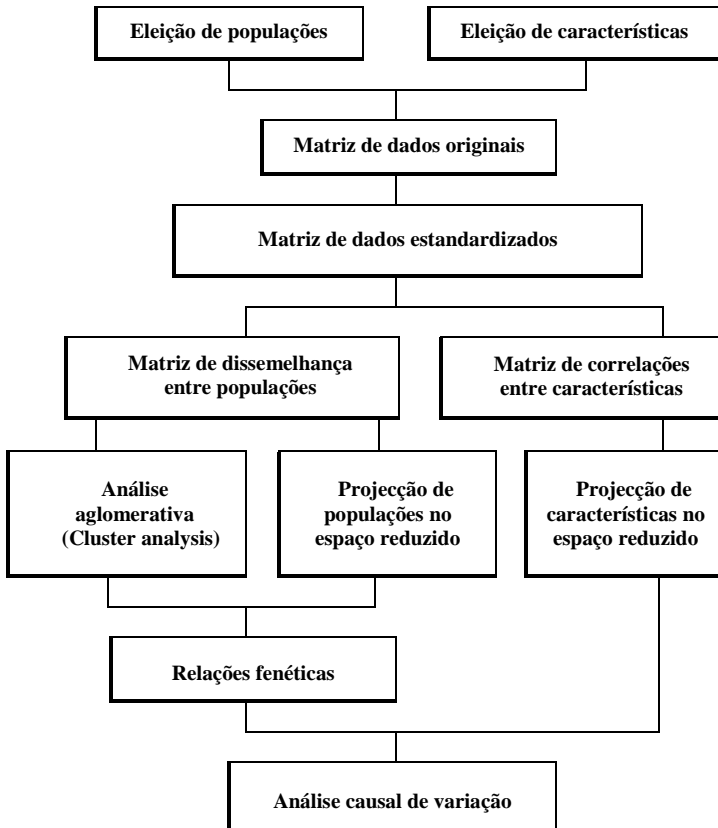 Eleição de populações
Eleição de características
Matriz de dados originais
Matriz de dados estandardizados
Matriz de dissemelhança
entre populações
Matriz de correlações
entre características
Análise
aglomerativa
(Cluster analysis)
Projecção de
populações no
espaço reduzido
Projecção de
características no
espaço reduzido
Relações fenéticas
Análise causal de variação